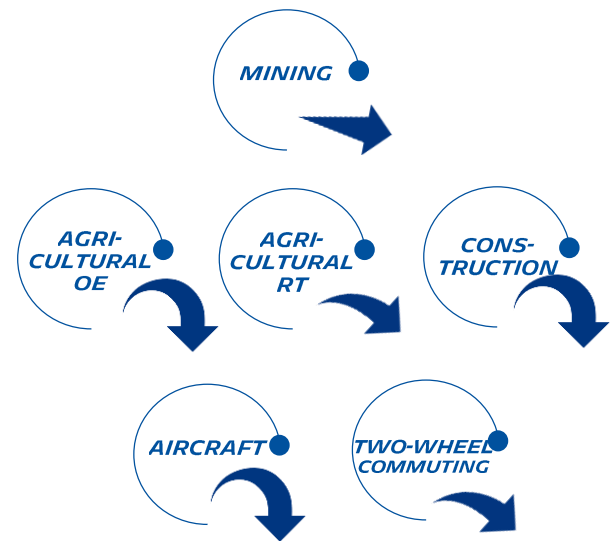 MINING
AGRI-
CULTURAL
OE
AGRI-
CULTURAL
RT
CONS-
TRUCTION
AIRCRAFT
TWO-WHEEL
COMMUTING